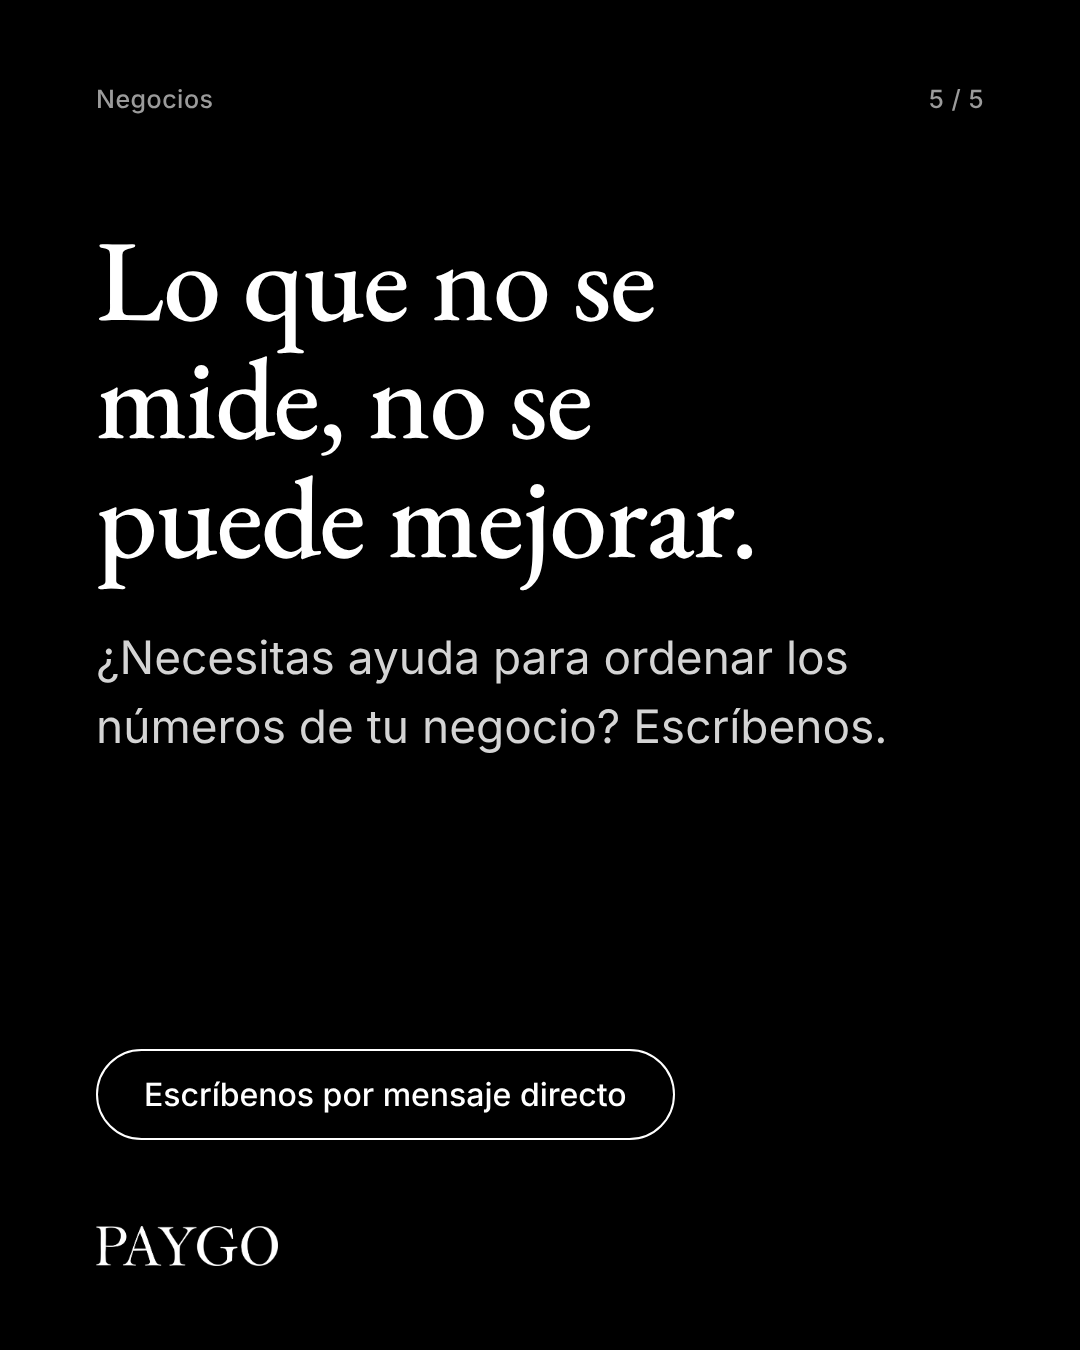 Negocios
5 / 5
Lo que no se
mide, no se
puede mejorar.
¿Necesitas ayuda para ordenar los
números de tu negocio? Escríbenos.
Escríbenos por mensaje directo
PAYGO